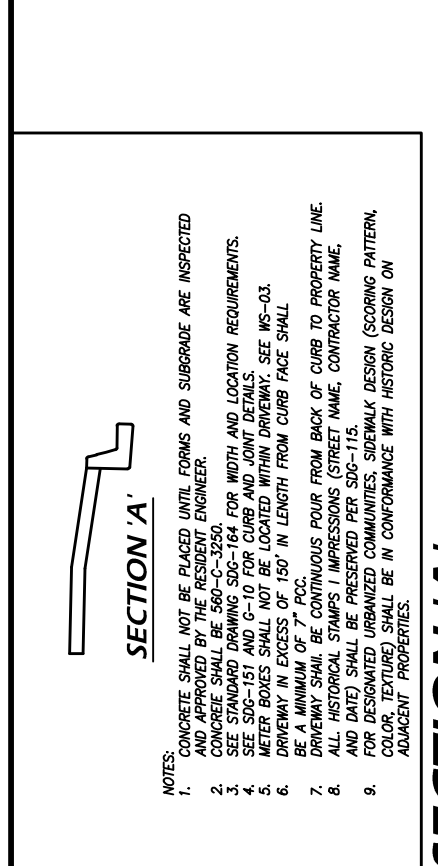 SECTION 'A'
NOTES:
1. CONCRETE SHALL NOT BE PLACED UNTIL FORMS AND SUBGRADE ARE INSPECTED
AND APPROVED BY THE RESIDENT ENGINEER.
2. CONCREIE SHALL BE 560-C-3250.
3. SEE STANDARD DRAWING SDG-164 FOR WIDTH AND LOCATION REQUIREMENTS.
4. SEE SDG-151 AND G-10 FOR CURB AND JOINT DETAILS.
5. METER BOXES SHALL NOT BE LOCATED WITHIN DRIVEWAY. SEE WS-03.
6. DRIVEWAY IN EXCESS OF 150' IN LENGTH FROM CURB FACE SHALL
BE A MINIMUM OF 7" PCC.
7. DRIVEWAY SHAII. BE CONTINUOUS POUR FROM BACK OF CURB TO PROPERTY LINE.
8. ALL HISTORICAL STAMPS I IMPRESSIONS (STREET NAME, CONTRACTOR NAME,
AND DATE) SHALL BE PRESERVED PER SDG-115.
9. FOR DESIGNATED URBANIZED COMMUNITIES, SIDEWALK DESIGN (SCORING PATTERN,
COLOR, TEXTURE) SHALL BE IN CONFORMANCE WITH HISTORIC DESIGN ON
ADJACENT PROPERTIES.